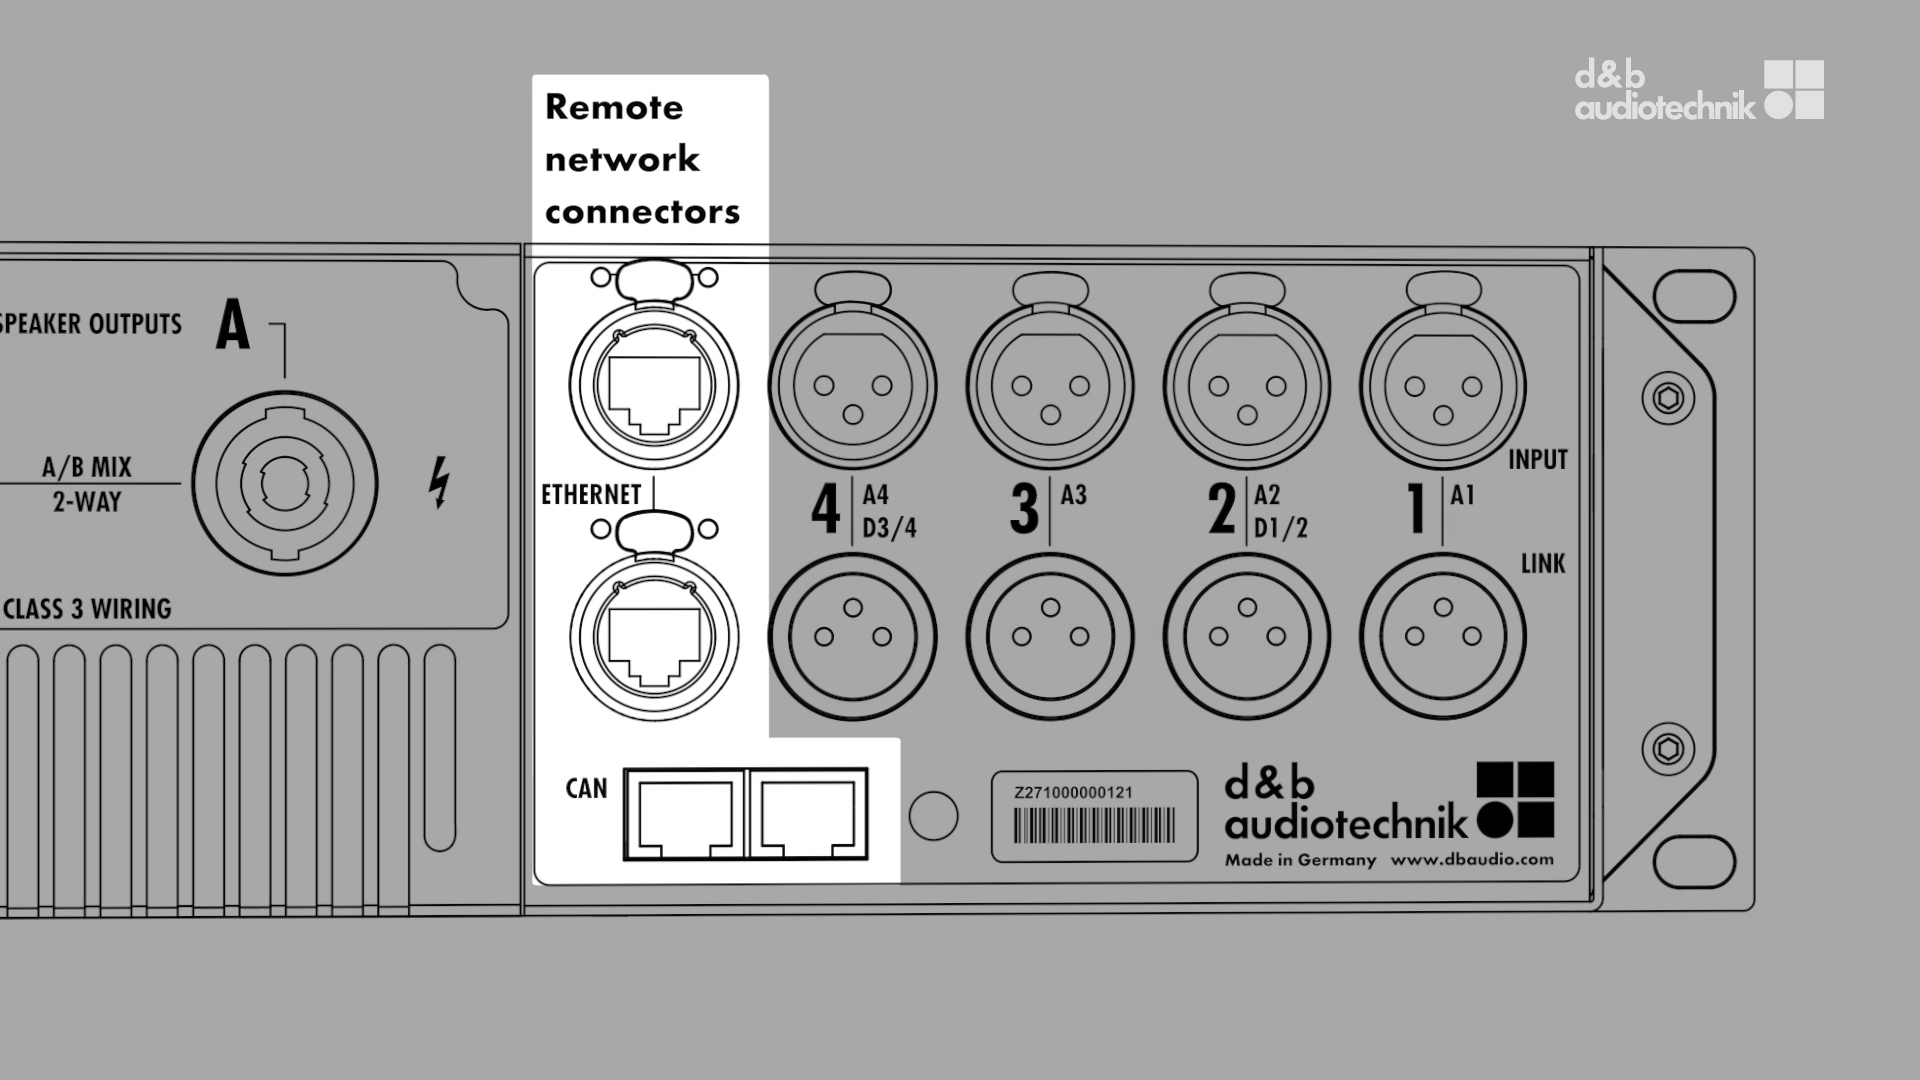 d&b
audiotechnik
Remote
network
connectors
SPEAKER OUTPUTS A
A/B MIX
2-WAY
CLASS 3 WIRING
ETHERNET
CAN
4 A4
D3/4
3 A3
2 A2
D1/2
1 A1
INPUT
LINK
Z271000000121
d&b
audiotechnik
Made in Germany www.dbaudio.com